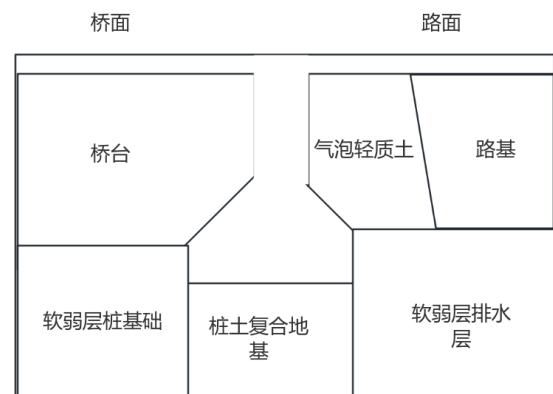 桥面
路面
桥台
气泡轻质土
路基
软弱层桩基础
桩土复合地
基
软弱层排水
层